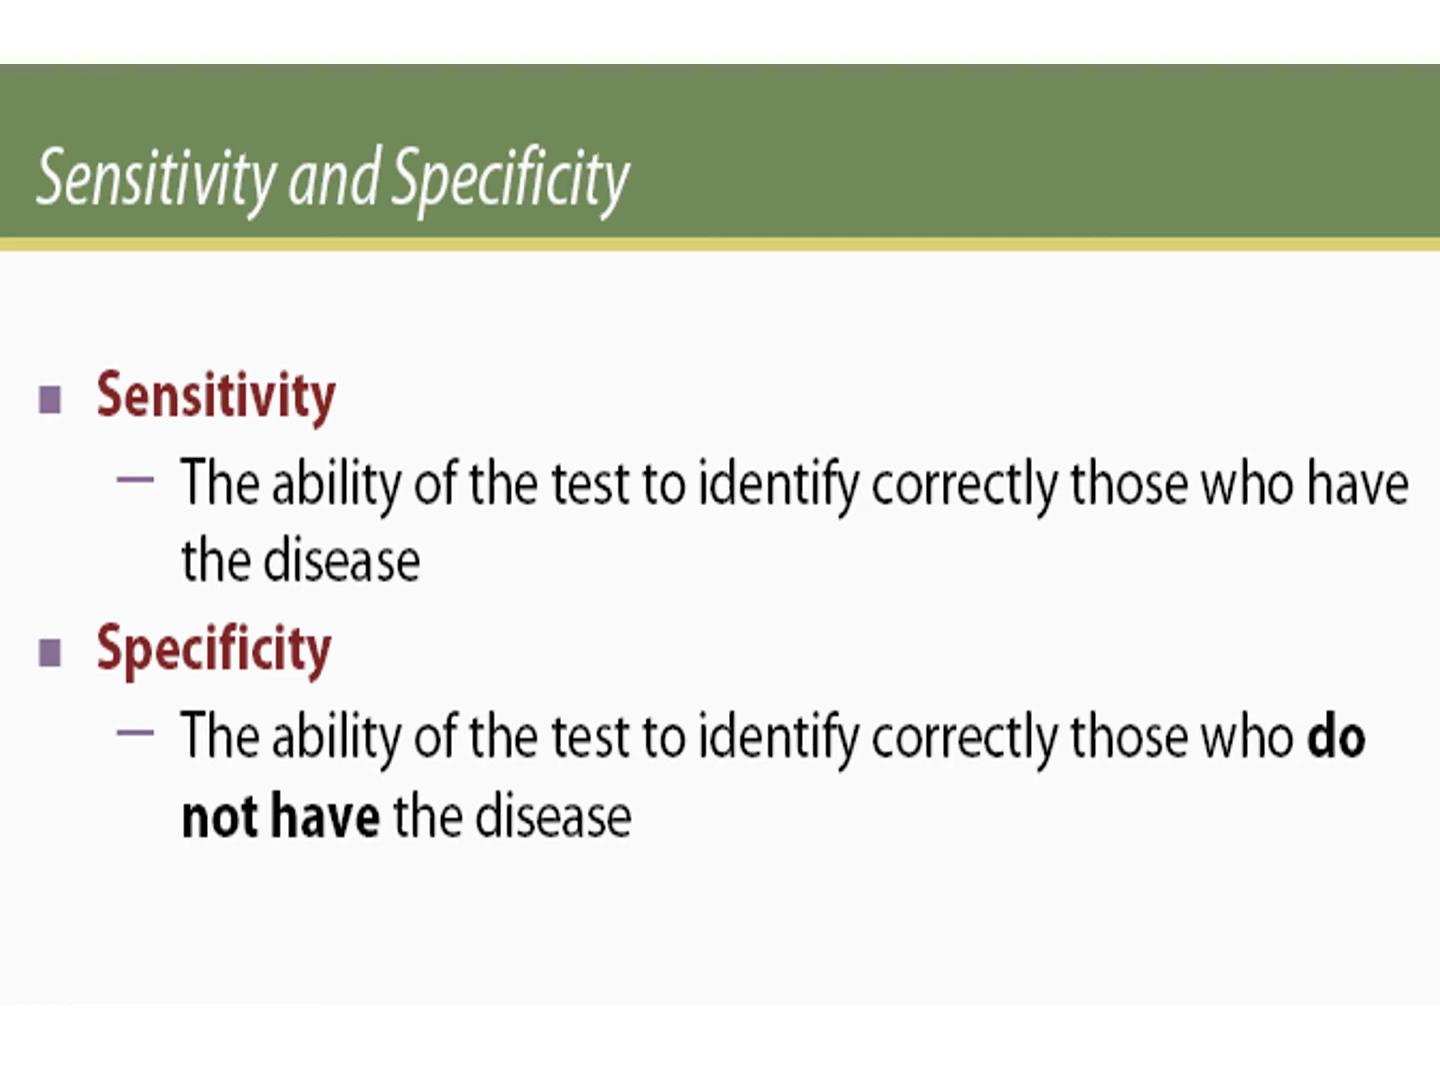 Sensitivity and Specificity
Sensitivity
— The ability of the test to identify correctly those who have
the disease
Specificity
— The ability of the test to identify correctly those who do
not have the disease